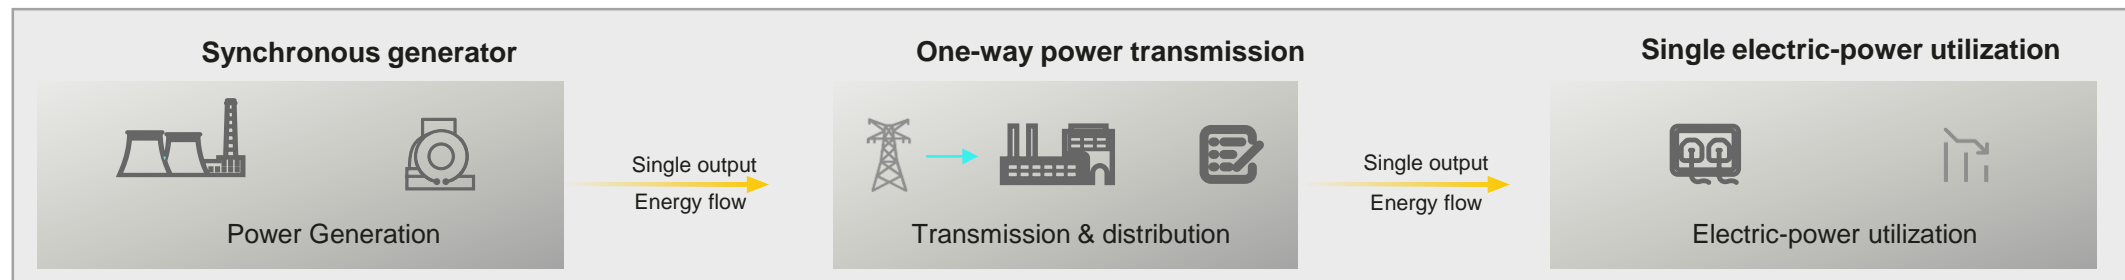 Synchronous generator
One-way power transmission
Single electric-power utilization
Single output
Energy flow
Single output
Energy flow
Power Generation
Transmission & distribution
Electric-power utilization